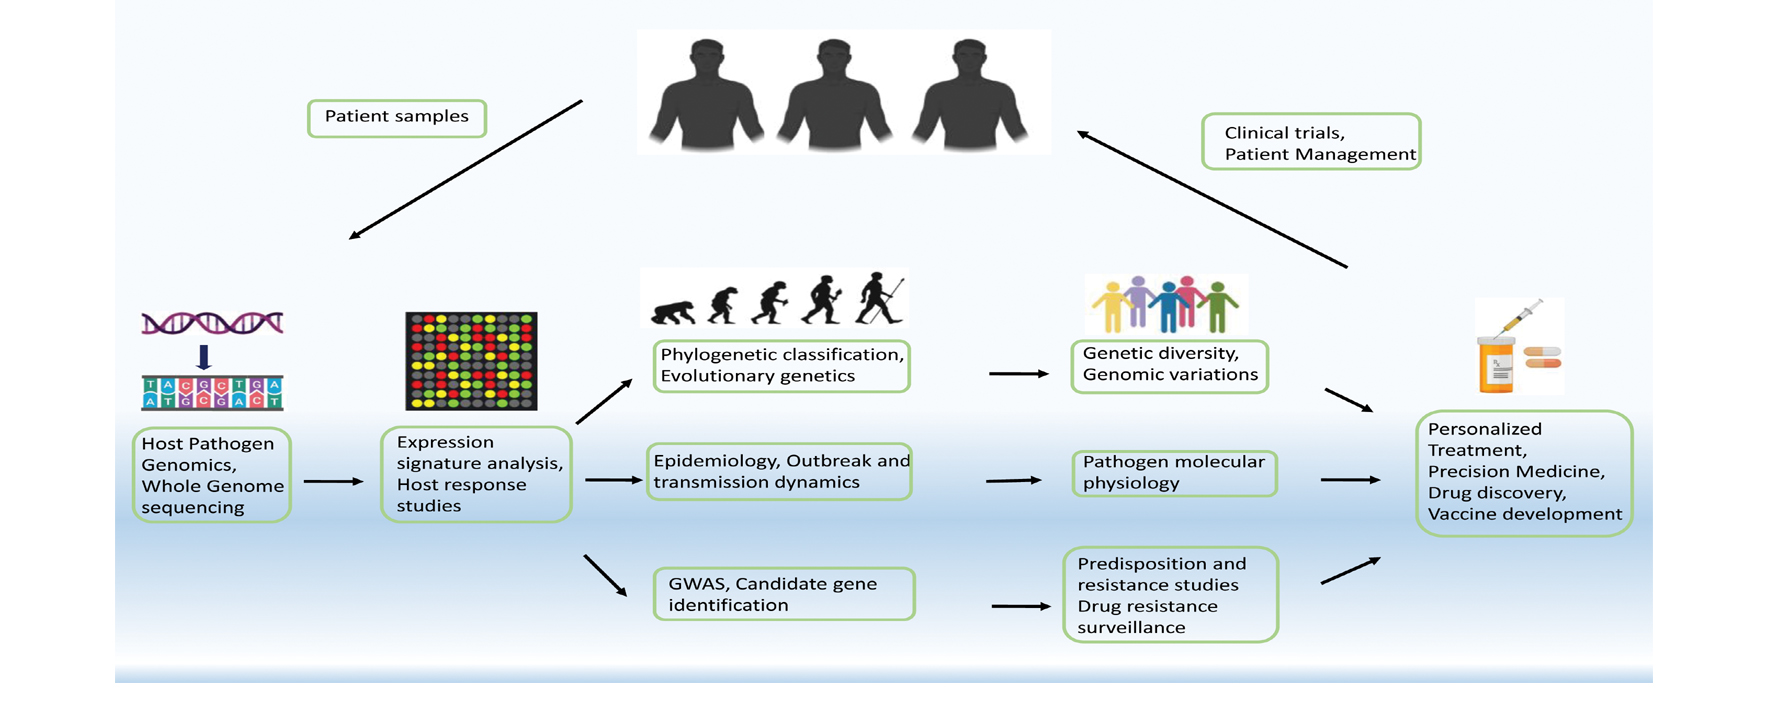 Patient samples
Clinical trials,
Patient Management
T A C G C T G A
A T G C G A C T
Host Pathogen
Genomics,
Whole Genome
sequencing
Expression
signature analysis,
Host response
studies
Phylogenetic classification,
Evolutionary genetics
Epidemiology, Outbreak and
transmission dynamics
GWAS, Candidate gene
identification
Genetic diversity,
Genomic variations
Pathogen molecular
physiology
Predisposition and
resistance studies
Drug resistance
surveillance
Personalized
Treatment,
Precision Medicine,
Drug discovery,
Vaccine development